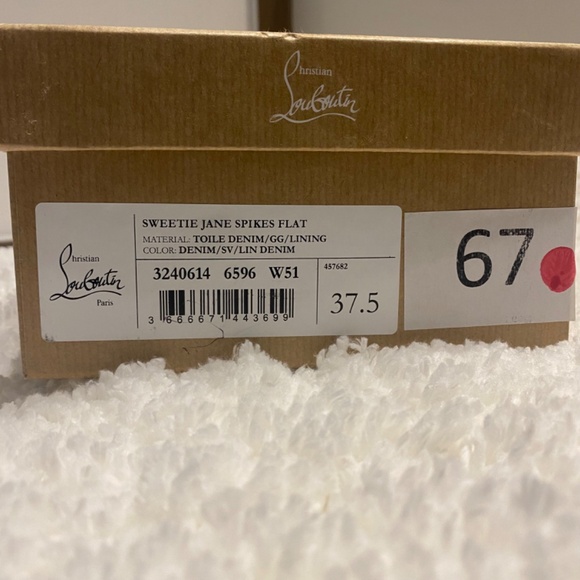 Christian
Louboutin
Christian
Louboutin
Paris
SWEETIE JANE SPIKES FLAT
MATERIAL: TOILE DENIM/GG/LINING
COLOR: DENIM/SV/LIN DENIM
3240614 6596 W51
3 666671 443699
457682
37.5
67